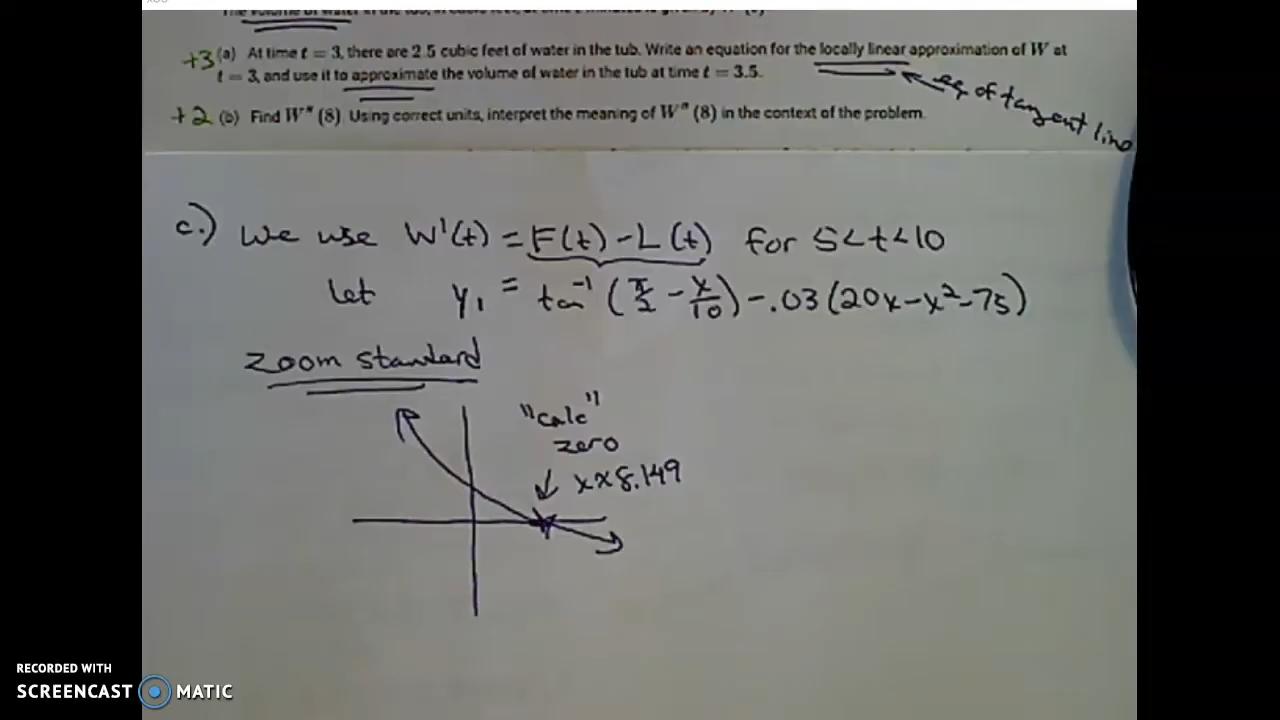 +3 (a) At time t = 3, there are 2.5 cubic feet of water in the tub. Write an equation for the locally linear approximation of W at
t = 3, and use it to approximate the volume of water in the tub at time t = 3.5.
eq of tangent line
+2 (b) Find W" (8). Using correct units, interpret the meaning of W" (8) in the context of the problem.
c.) We use W'(t) = F(t) - L(t) for 5<t<10
Let y₁ = tan⁻¹ (π/2 - x/10) - .03 (20x - x² - 75)
Zoom standard
"calc"
zero
x≈8.149
RECORDED WITH
SCREENCAST MATIC